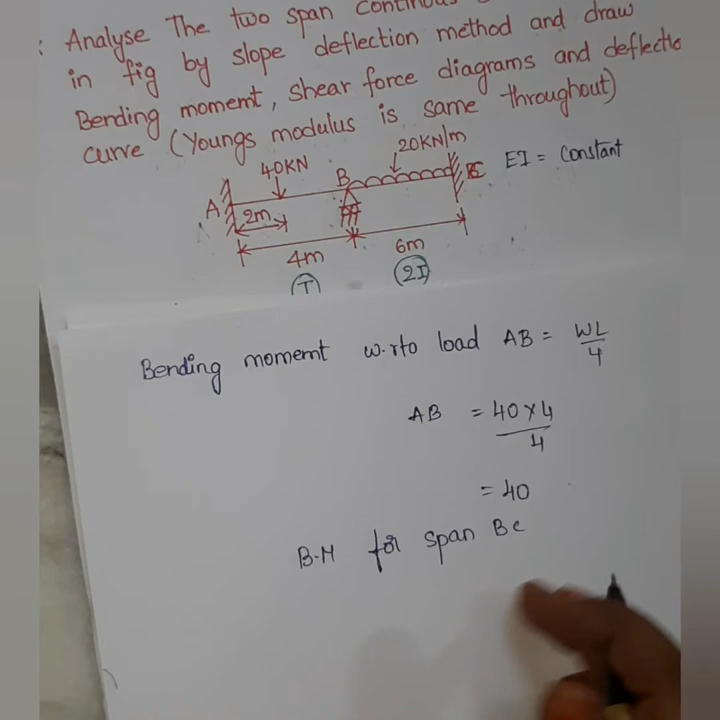 : Analyse The two span Continuous
in fig by slope deflection method and draw
Bending moment, Shear force diagrams and deflectio
curve (Youngs modulus is same throughout)
40KN
20KN/m
A
B
C
EI = Constant
2m
4m
6m
I
2I
Bending moment w.r to load AB = WL/4
AB = 40×4/4
= 40
B.M for span BC